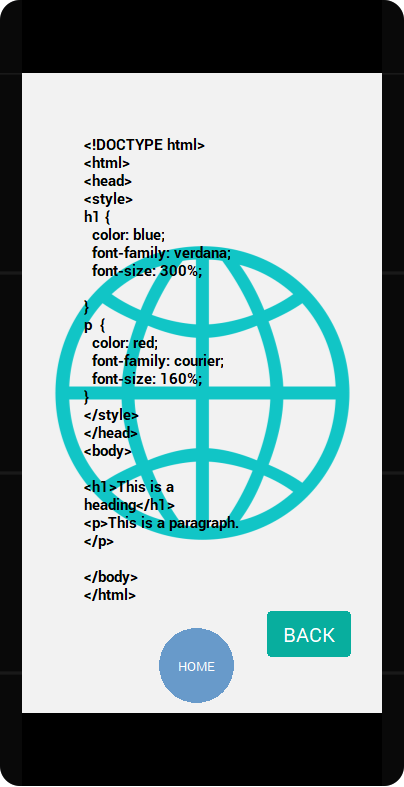 <!DOCTYPE html>
<html>
<head>
<style>
h1 {
  color: blue;
  font-family: verdana;
  font-size: 300%;
}
p  {
  color: red;
  font-family: courier;
  font-size: 160%;
}
</style>
</head>
<body>
<h1>This is a
heading</h1>
<p>This is a paragraph.
</p>
</body>
</html>
BACK
HOME